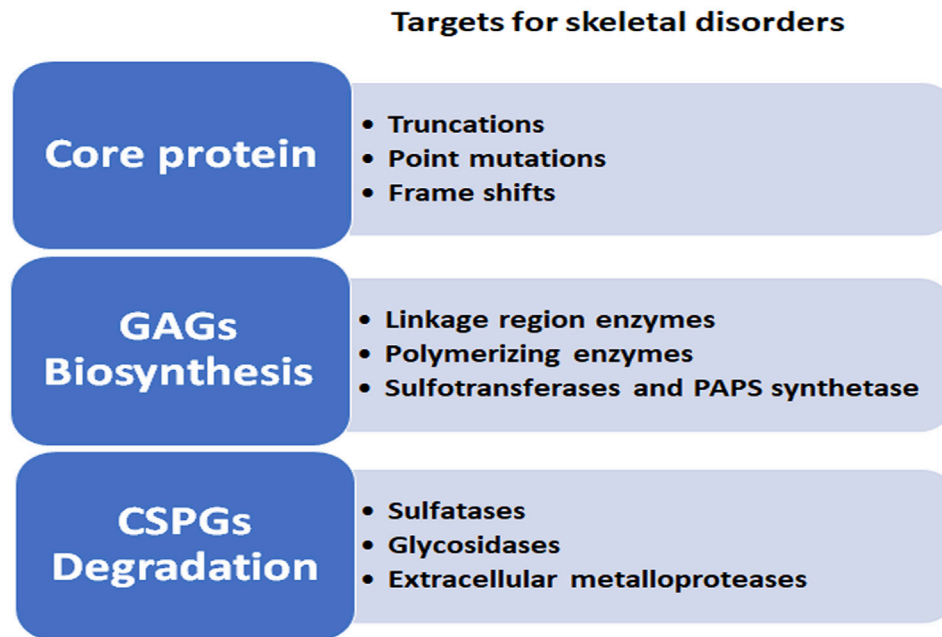 Targets for skeletal disorders
Core protein
• Truncations
• Point mutations
• Frame shifts
GAGs
Biosynthesis
• Linkage region enzymes
• Polymerizing enzymes
• Sulfotransferases and PAPS synthetase
CSPGs
Degradation
• Sulfatases
• Glycosidases
• Extracellular metalloproteases